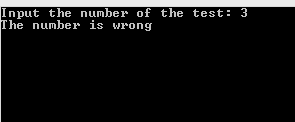 Input the number of the test: 3
The number is wrong